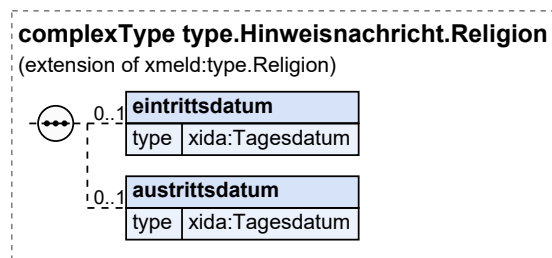 complexType type.Hinweisnachricht.Religion
(extension of xmeld:type.Religion)
0..1 eintrittsdatum
type xida:Tagesdatum
0..1 austrittsdatum
type xida:Tagesdatum